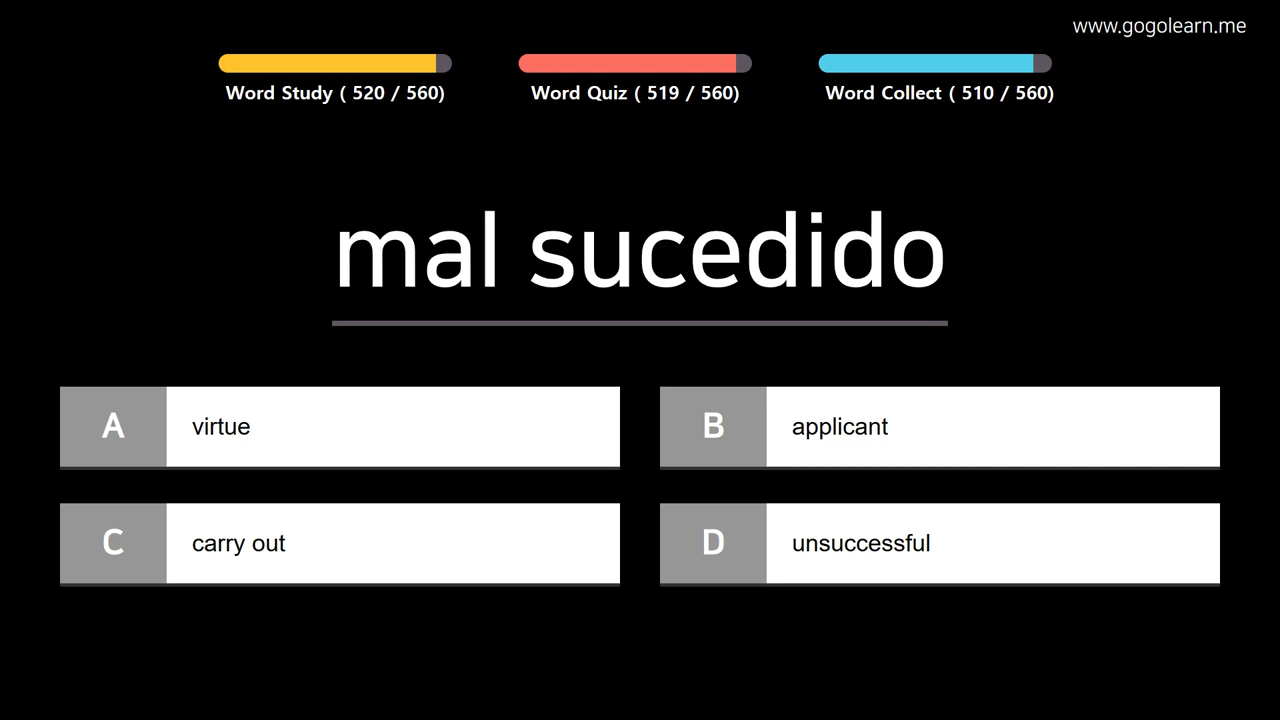 www.gogolearn.me
Word Study ( 520 / 560)
Word Quiz ( 519 / 560)
Word Collect ( 510 / 560)
mal sucedido
A virtue
B applicant
C carry out
D unsuccessful